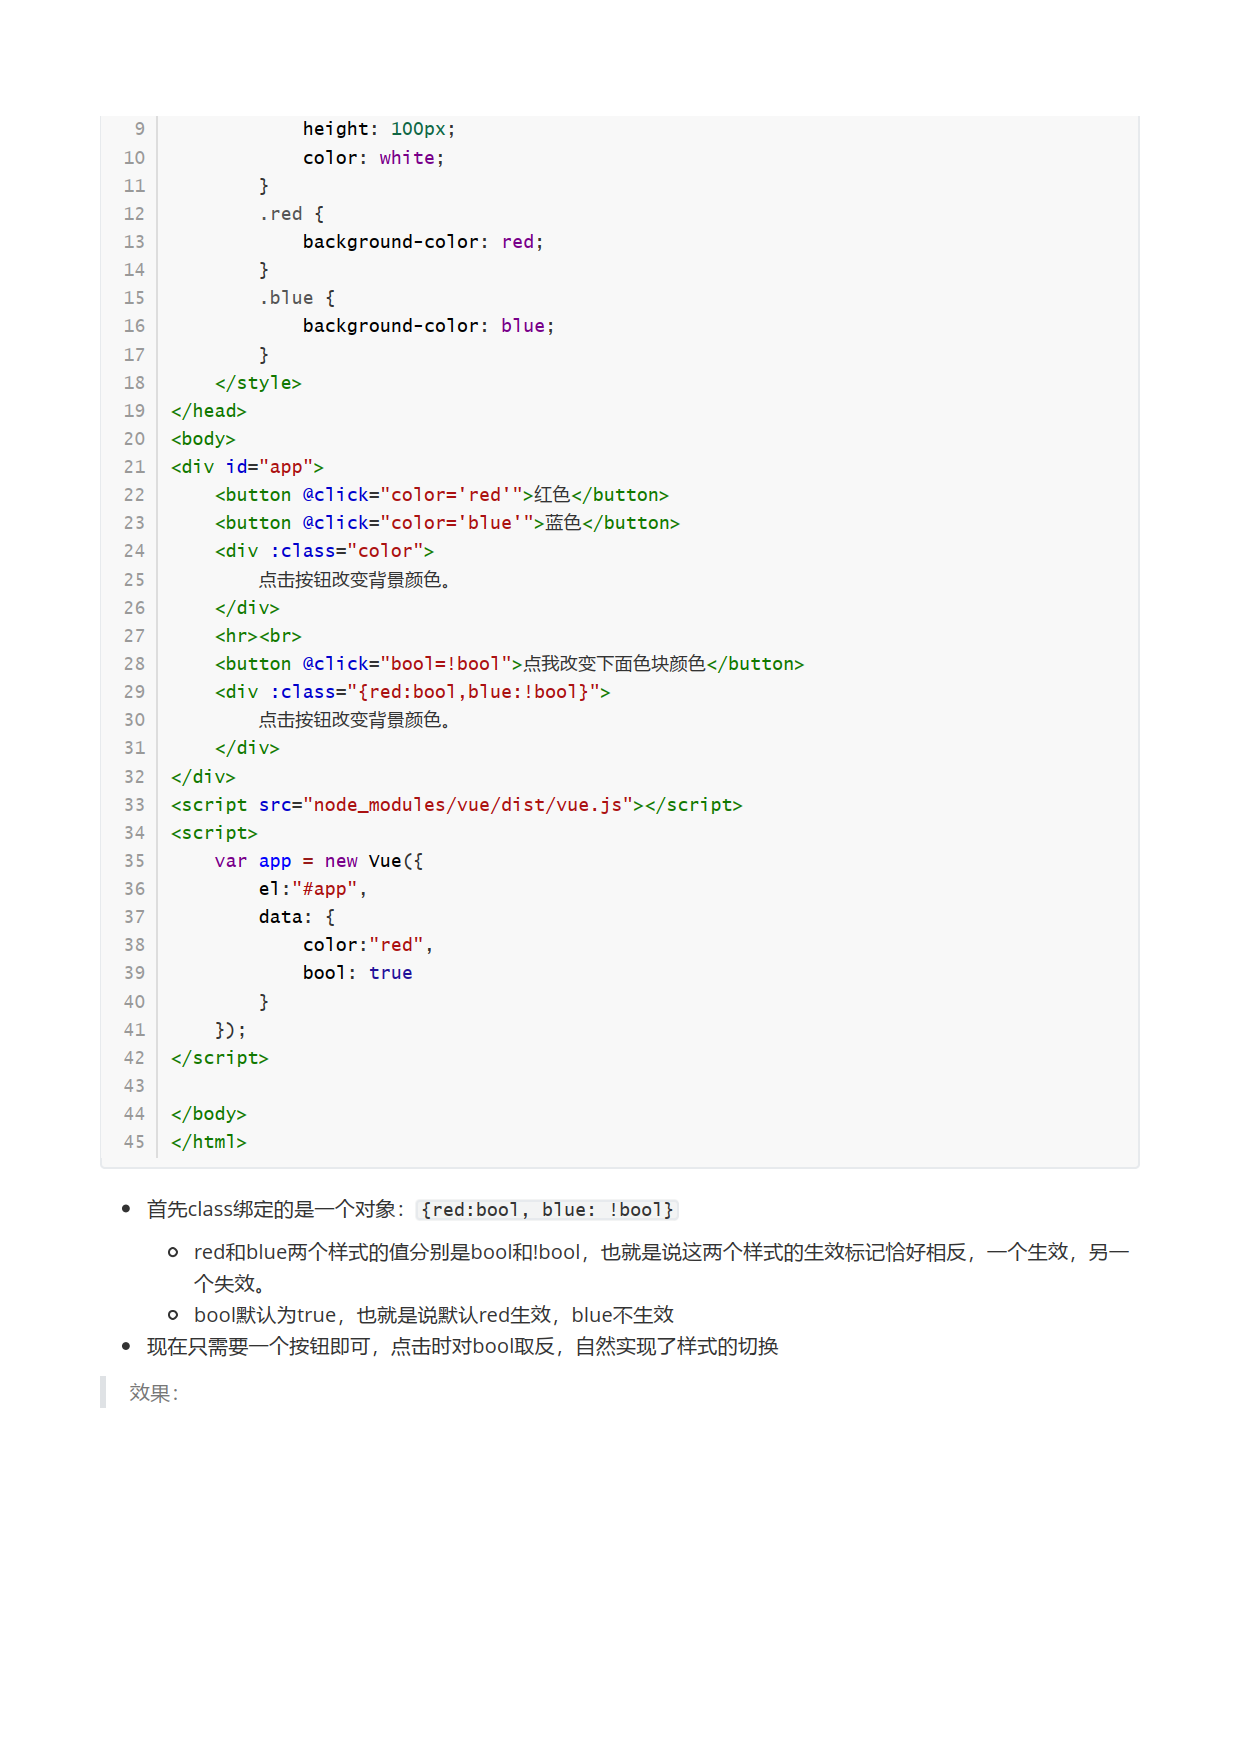 9 height: 100px;
10 color: white;
11 }
12 .red {
13 background-color: red;
14 }
15 .blue {
16 background-color: blue;
17 }
18 </style>
19 </head>
20 <body>
21 <div id="app">
22 <button @click="color='red'">红色</button>
23 <button @click="color='blue'">蓝色</button>
24 <div :class="color">
25 点击按钮改变背景颜色。
26 </div>
27 <hr><br>
28 <button @click="bool=!bool">点我改变下面色块颜色</button>
29 <div :class="{red:bool,blue:!bool}">
30 点击按钮改变背景颜色。
31 </div>
32 </div>
33 <script src="node_modules/vue/dist/vue.js"></script>
34 <script>
35 var app = new Vue({
36 el:"#app",
37 data: {
38 color:"red",
39 bool: true
40 }
41 });
42 </script>
43
44 </body>
45 </html>
首先class绑定的是一个对象：{red:bool, blue: !bool}
red和blue两个样式的值分别是bool和!bool，也就是说这两个样式的生效标记恰好相反，一个生效，另一
个失效。
bool默认为true，也就是说默认red生效，blue不生效
现在只需要一个按钮即可，点击时对bool取反，自然实现了样式的切换
效果：